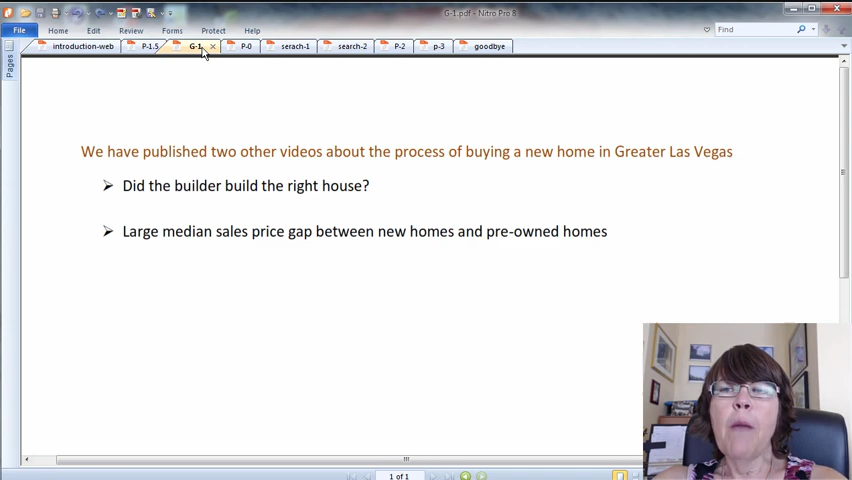 G-1.pdf - Nitro Pro 8
File Home Edit Review Forms Protect Help Find
introduction-web P-1.5 G-1 P-0 serach-1 search-2 P-2 p-3 goodbye
Pages
We have published two other videos about the process of buying a new home in Greater Las Vegas
➢ Did the builder build the right house?
➢ Large median sales price gap between new homes and pre-owned homes
1 of 1